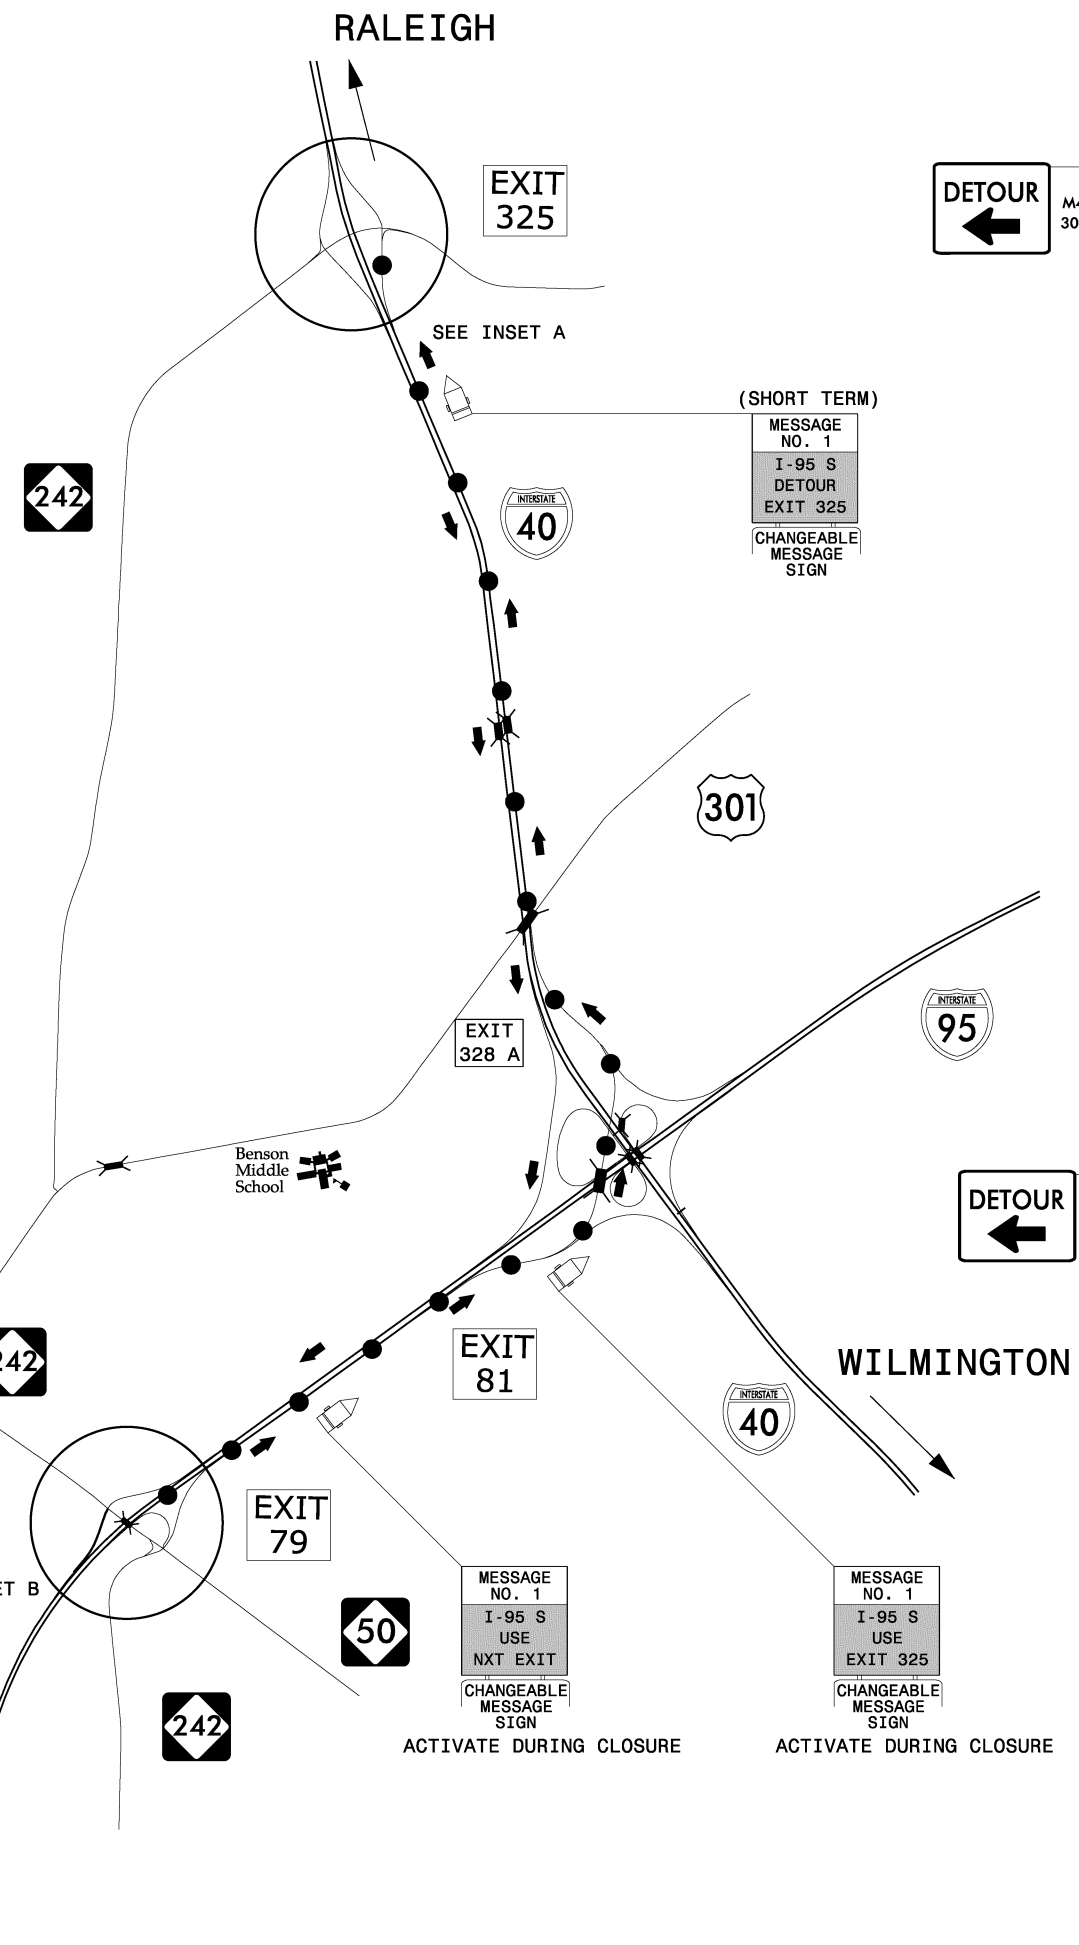 RALEIGH
EXIT
325
DETOUR
M4
30
SEE INSET A
(SHORT TERM)
MESSAGE
NO. 1
I-95 S
DETOUR
EXIT 325
CHANGEABLE
MESSAGE
SIGN
242
INTERSTATE
40
301
INTERSTATE
95
EXIT
328 A
Benson
Middle
School
DETOUR
242
EXIT
81
WILMINGTON
INTERSTATE
40
EXIT
79
ET B
50
242
MESSAGE
NO. 1
I-95 S
USE
NXT EXIT
CHANGEABLE
MESSAGE
SIGN
ACTIVATE DURING CLOSURE
MESSAGE
NO. 1
I-95 S
USE
EXIT 325
CHANGEABLE
MESSAGE
SIGN
ACTIVATE DURING CLOSURE